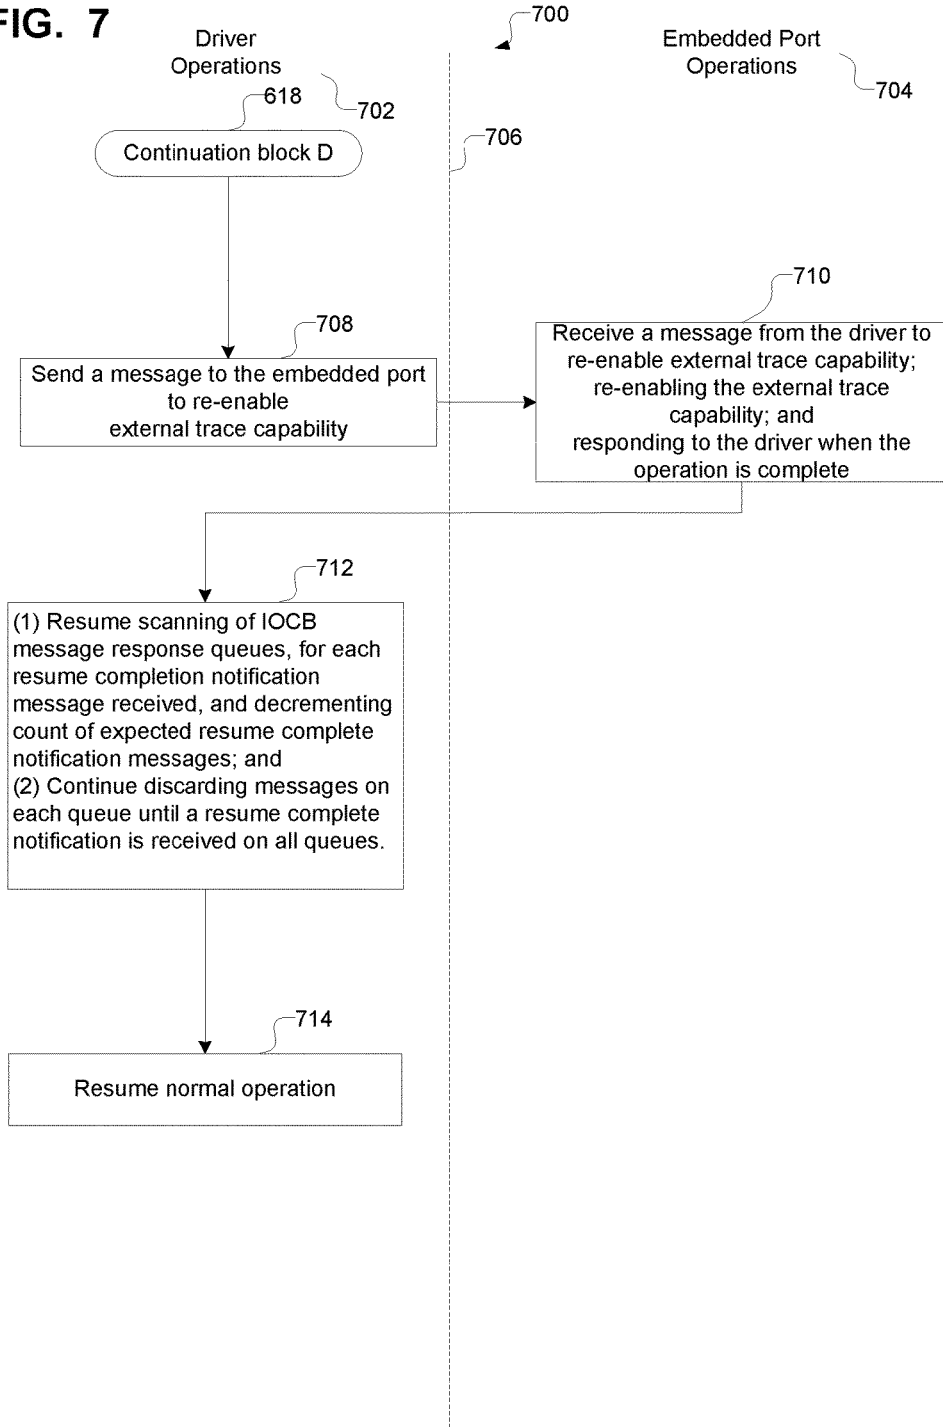 FIG. 7
700
Driver
Operations
Embedded Port
Operations
702
704
618
706
Continuation block D
710
708
Send a message to the embedded port
to re-enable
external trace capability
Receive a message from the driver to
re-enable external trace capability;
re-enabling the external trace
capability; and
responding to the driver when the
operation is complete
712
(1) Resume scanning of IOCB
message response queues, for each
resume completion notification
message received, and decrementing
count of expected resume complete
notification messages; and
(2) Continue discarding messages on
each queue until a resume complete
notification is received on all queues.
714
Resume normal operation